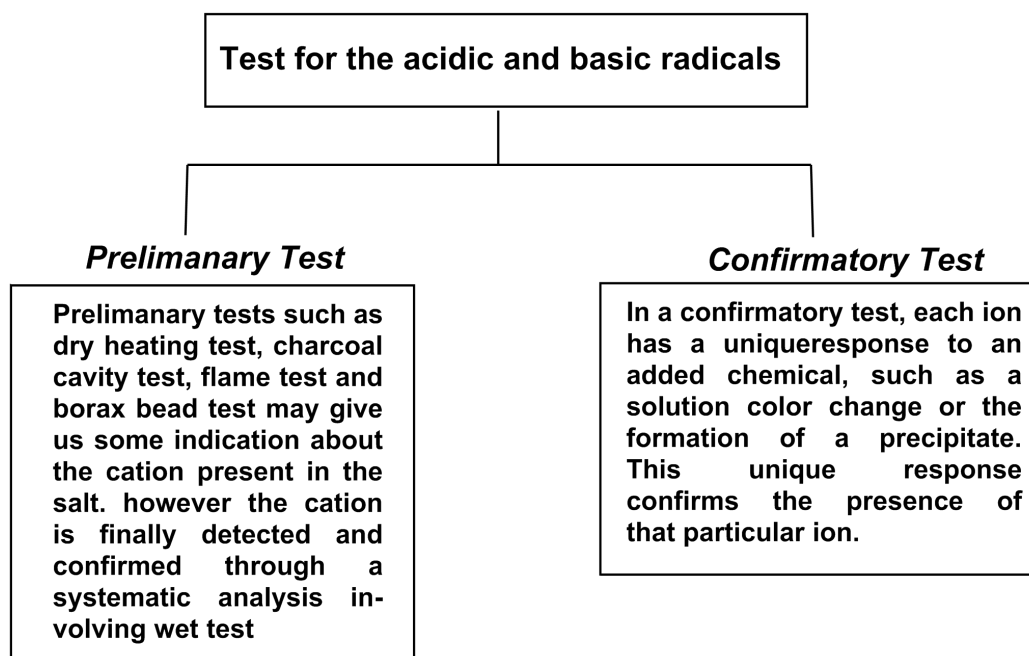 Test for the acidic and basic radicals
Prelimanary Test
Prelimanary tests such as
dry heating test, charcoal
cavity test, flame test and
borax bead test may give
us some indication about
the cation present in the
salt. however the cation
is finally detected and
confirmed through a
systematic analysis in-
volving wet test
Confirmatory Test
In a confirmatory test, each ion
has a uniqueresponse to an
added chemical, such as a
solution color change or the
formation of a precipitate.
This unique response
confirms the presence of
that particular ion.